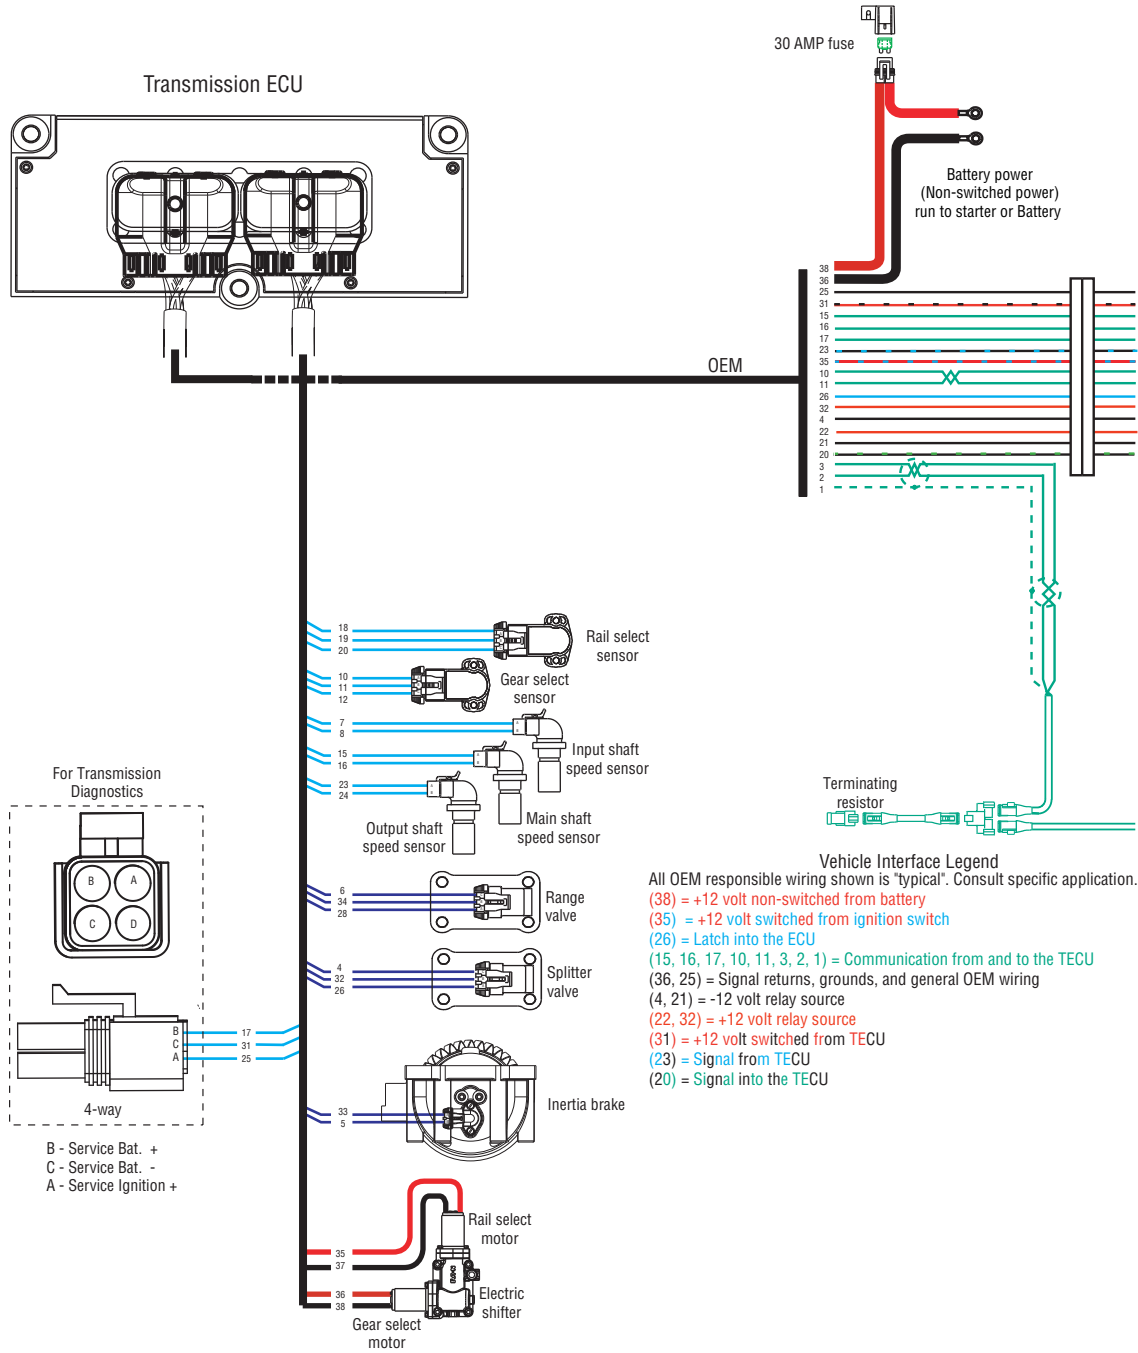 30 AMP fuse
Transmission ECU
Battery power
(Non-switched power)
run to starter or Battery
OEM
38
36
25
31
15
16
17
23
35
10
11
26
32
4
22
21
20
3
2
1
18
19
20
Rail select
sensor
10
11
12
Gear select
sensor
7
8
Input shaft
speed sensor
15
16
Main shaft
speed sensor
23
24
Output shaft
speed sensor
6
34
28
Range
valve
4
32
26
Splitter
valve
33
5
Inertia brake
35
37
Rail select
motor
36
38
Electric
shifter
Gear select
motor
For Transmission
Diagnostics
B
A
C
D
B
C
A
17
31
25
4-way
B - Service Bat. +
C - Service Bat. -
A - Service Ignition +
Terminating
resistor
Vehicle Interface Legend
All OEM responsible wiring shown is "typical". Consult specific application.
(38) = +12 volt non-switched from battery
(35) = +12 volt switched from ignition switch
(26) = Latch into the ECU
(15, 16, 17, 10, 11, 3, 2, 1) = Communication from and to the TECU
(36, 25) = Signal returns, grounds, and general OEM wiring
(4, 21) = -12 volt relay source
(22, 32) = +12 volt relay source
(31) = +12 volt switched from TECU
(23) = Signal from TECU
(20) = Signal into the TECU